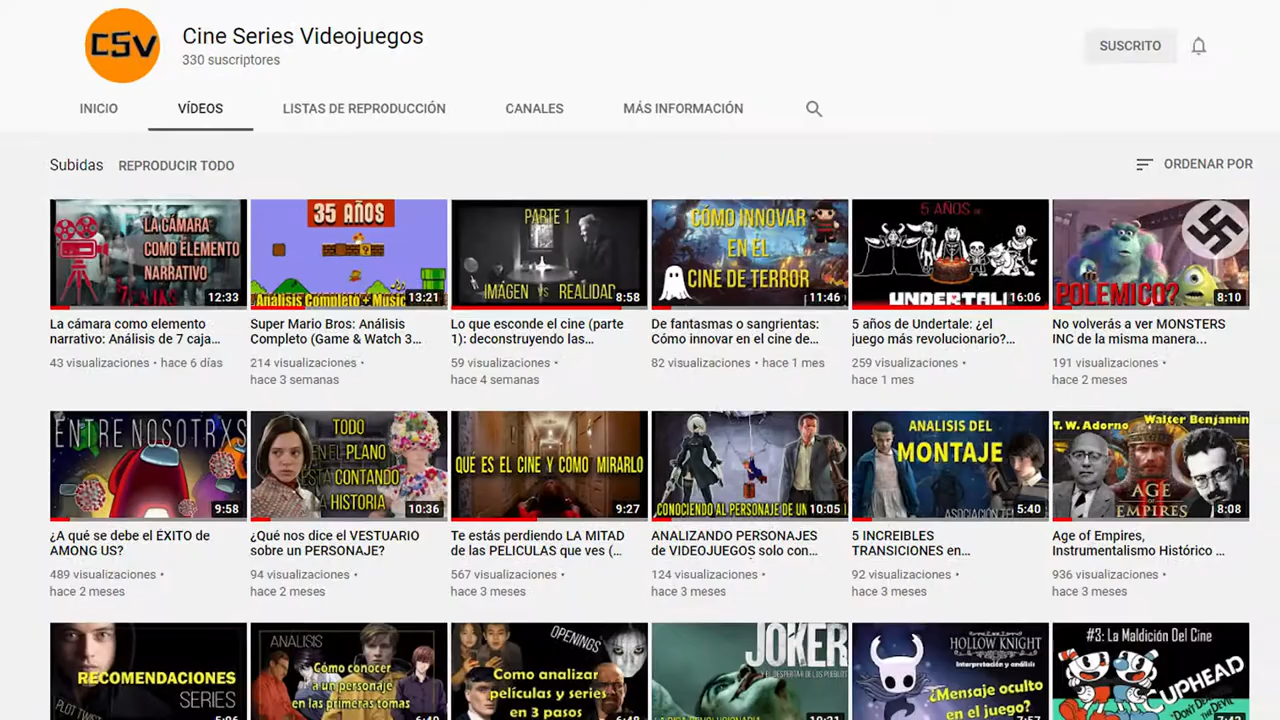 CSV
Cine Series Videojuegos
330 suscriptores
SUSCRITO
INICIO
VÍDEOS
LISTAS DE REPRODUCCIÓN
CANALES
MÁS INFORMACIÓN
Subidas
REPRODUCIR TODO
ORDENAR POR
LA CÁMARA
COMO ELEMENTO
NARRATIVO
12:33
35 AÑOS
Análisis Completo + Music
13:21
PARTE 1
IMÁGEN VS REALIDAD
8:58
CÓMO INNOVAR
EN EL
CINE DE TERROR
11:46
5 AÑOS DE
UNDERTAL
16:06
POLEMICO?
8:10
La cámara como elemento
narrativo: Análisis de 7 caja...
43 visualizaciones • hace 6 días
Super Mario Bros: Análisis
Completo (Game & Watch 3...
214 visualizaciones •
hace 3 semanas
Lo que esconde el cine (parte
1): deconstruyendo las...
59 visualizaciones •
hace 4 semanas
De fantasmas o sangrientas:
Cómo innovar en el cine de...
82 visualizaciones • hace 1 mes
5 años de Undertale: ¿el
juego más revolucionario?...
259 visualizaciones •
hace 1 mes
No volverás a ver MONSTERS
INC de la misma manera...
191 visualizaciones •
hace 2 meses
ENTRE NOSOTRXS
9:58
TODO
EN EL PLANO
ESTÁ CONTANDO
HISTORIA
10:36
QUÉ ES EL CINE Y COMO MIRARLO
9:27
CONOCIENDO AL PERSONAJE DE UN
10:05
ANALISIS DEL
MONTAJE
5:40
T. W. Adorno
Walter Benjamin
AGE
OF
EMPIRES
8:08
¿A qué se debe el ÉXITO de
AMONG US?
489 visualizaciones •
hace 2 meses
¿Qué nos dice el VESTUARIO
sobre un PERSONAJE?
94 visualizaciones •
hace 2 meses
Te estás perdiendo LA MITAD
de las PELICULAS que ves (...
567 visualizaciones •
hace 3 meses
ANALIZANDO PERSONAJES
de VIDEOJUEGOS solo con...
124 visualizaciones •
hace 3 meses
5 INCREIBLES
TRANSICIONES en...
92 visualizaciones •
hace 3 meses
Age of Empires,
Instrumentalismo Histórico ...
936 visualizaciones •
hace 3 meses
RECOMENDACIONES
SERIES
PLOT TWIST
ANALISIS
Cómo conocer
a un personaje
en las primeras tomas
OPENINGS
Como analizar
películas y series
en 3 pasos
JOKER
Y EL DESPERTAR DE LOS PUEBLOS
HOLLOW KNIGHT
Interpretación y análisis
¿Mensaje oculto
en el juego?
#3: La Maldición Del Cine
CUPHEAD